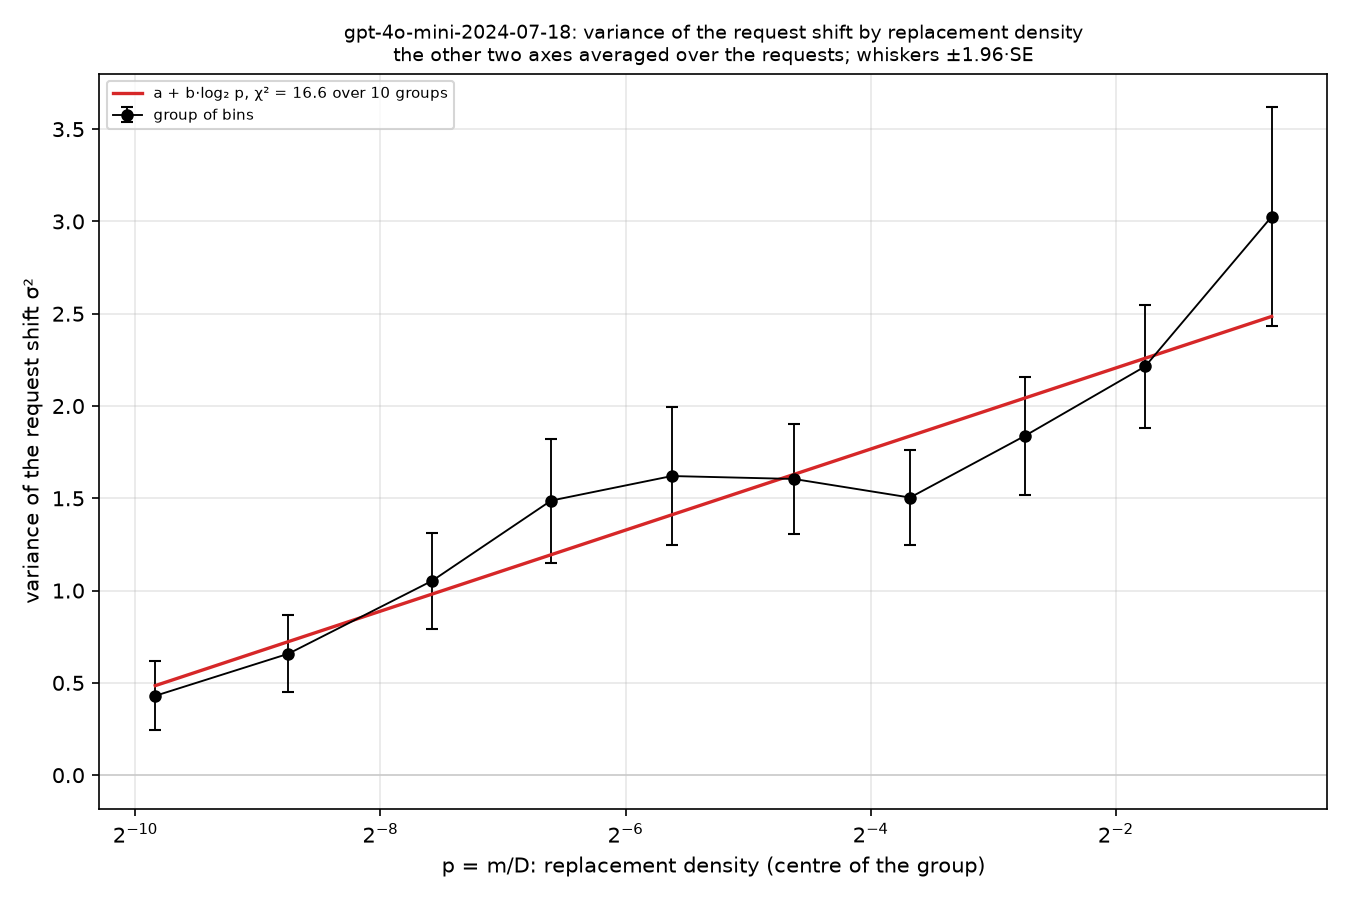 gpt-4o-mini-2024-07-18: variance of the request shift by replacement density
the other two axes averaged over the requests; whiskers ±1.96·SE
a + b·log₂ p, χ² = 16.6 over 10 groups
group of bins
variance of the request shift σ²
3.5
3.0
2.5
2.0
1.5
1.0
0.5
0.0
2⁻¹⁰ 2⁻⁸ 2⁻⁶ 2⁻⁴ 2⁻²
p = m/D: replacement density (centre of the group)